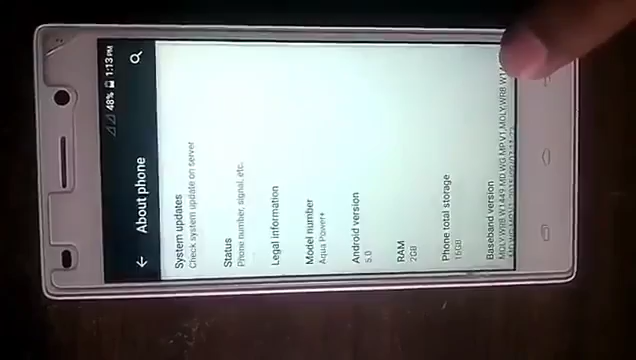 48% 1:13 PM
About phone
System updates
Check system update on server
Status
Phone number, signal, etc.
Legal information
Model number
Aqua Power+
Android version
5.0
RAM
2GB
Phone total storage
16GB
Baseband version